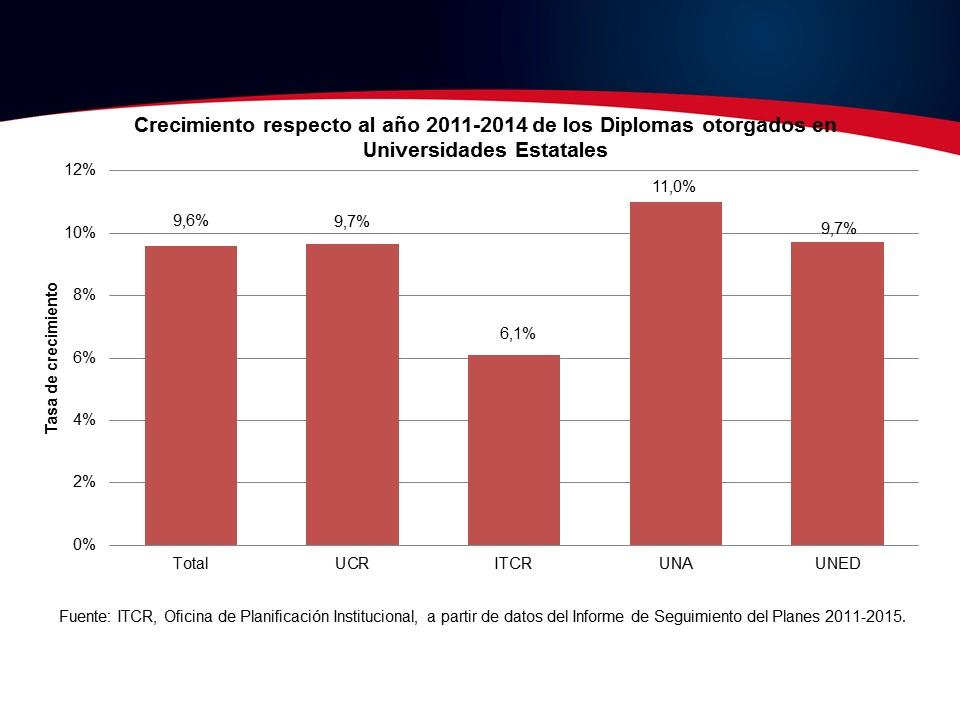 Crecimiento respecto al año 2011-2014 de los Diplomas otorgados en
Universidades Estatales
12%
10%
8%
6%
4%
2%
0%
Tasa de crecimiento
9,6%
9,7%
6,1%
11,0%
9,7%
Total
UCR
ITCR
UNA
UNED
Fuente: ITCR, Oficina de Planificación Institucional, a partir de datos del Informe de Seguimiento del Planes 2011-2015.